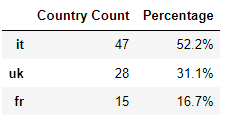 Country Count Percentage
it 47 52.2%
uk 28 31.1%
fr 15 16.7%